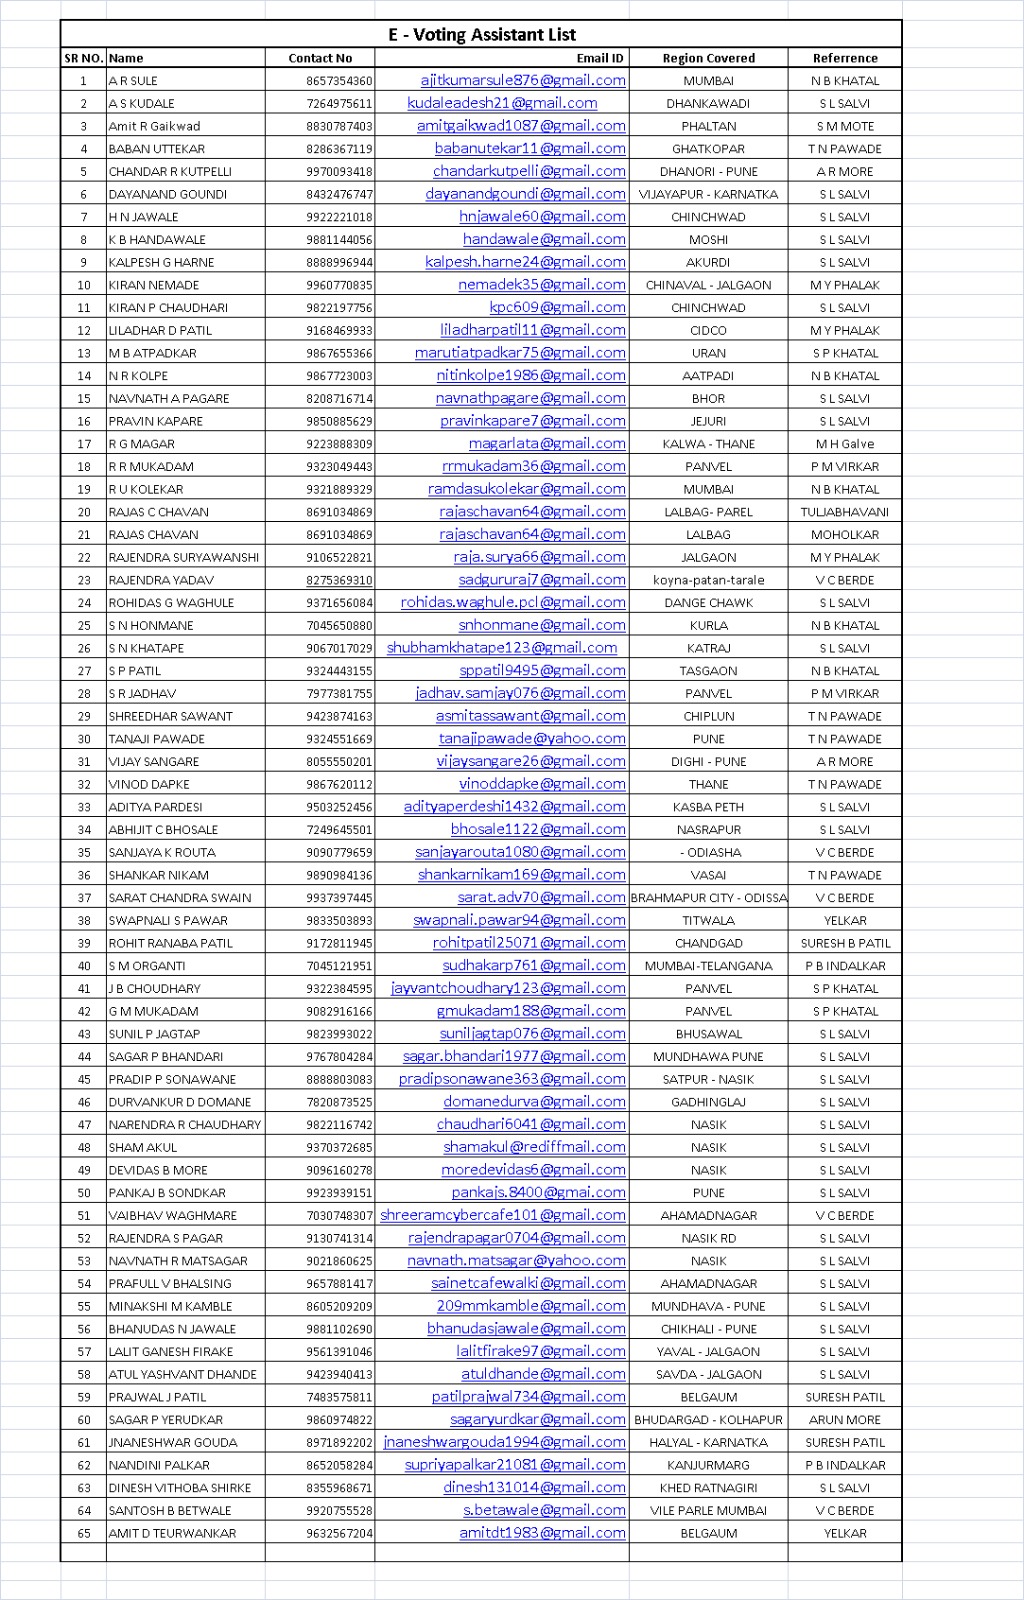 E - Voting Assistant List
SR NO. Name Contact No Email ID Region Covered Referrence
1 A R SULE 8657354360 ajitkumarsule876@gmail.com MUMBAI N B KHATAL
2 A S KUDALE 7264975611 kudaleadesh21@gmail.com DHANKAWADI S L SALVI
3 Amit R Gaikwad 8830787403 amitgaikwad1087@gmail.com PHALTAN S M MOTE
4 BABAN UTTEKAR 8286367119 babanutekar11@gmail.com GHATKOPAR T N PAWADE
5 CHANDAR R KUTPELLI 9970093418 chandarkutpelli@gmail.com DHANORI - PUNE A R MORE
6 DAYANAND GOUNDI 8432476747 dayanandgoundi@gmail.com VIJAYAPUR - KARNATKA S L SALVI
7 H N JAWALE 9922221018 hnjawale60@gmail.com CHINCHWAD S L SALVI
8 K B HANDAWALE 9881144056 handawale@gmail.com MOSHI S L SALVI
9 KALPESH G HARNE 8888996944 kalpesh.harne24@gmail.com AKURDI S L SALVI
10 KIRAN NEMADE 9960770835 nemadek35@gmail.com CHINAVAL - JALGAON M Y PHALAK
11 KIRAN P CHAUDHARI 9822197756 kpc609@gmail.com CHINCHWAD S L SALVI
12 LILADHAR D PATIL 9168469933 liladharpatil11@gmail.com CIDCO M Y PHALAK
13 M B ATPADKAR 9867655366 marutiatpadkar75@gmail.com URAN S P KHATAL
14 N R KOLPE 9867723003 nitinkolpe1986@gmail.com AATPADI N B KHATAL
15 NAVNATH A PAGARE 8208716714 navnathpagare@gmail.com BHOR S L SALVI
16 PRAVIN KAPARE 9850885629 pravinkapare7@gmail.com JEJURI S L SALVI
17 R G MAGAR 9223888309 magarlata@gmail.com KALWA - THANE M H Galve
18 R R MUKADAM 9323049443 rrmukadam36@gmail.com PANVEL P M VIRKAR
19 R U KOLEKAR 9321889329 ramdasukolekar@gmail.com MUMBAI N B KHATAL
20 RAJAS C CHAVAN 8691034869 rajaschavan64@gmail.com LALBAG- PAREL TULJABHAVANI
21 RAJAS CHAVAN 8691034869 rajaschavan64@gmail.com LALBAG MOHOLKAR
22 RAJENDRA SURYAWANSHI 9106522821 raja.surya66@gmail.com JALGAON M Y PHALAK
23 RAJENDRA YADAV 8275369310 sadgururaj7@gmail.com koyna-patan-tarale V C BERDE
24 ROHIDAS G WAGHULE 9371656084 rohidas.waghule.pcl@gmail.com DANGE CHAWK S L SALVI
25 S N HONMANE 7045650880 snhonmane@gmail.com KURLA N B KHATAL
26 S N KHATAPE 9067017029 shubhamkhatape123@gmail.com KATRAJ S L SALVI
27 S P PATIL 9324443155 sppatil9495@gmail.com TASGAON N B KHATAL
28 S R JADHAV 7977381755 jadhav.samjay076@gmail.com PANVEL P M VIRKAR
29 SHREEDHAR SAWANT 9423874163 asmitassawant@gmail.com CHIPLUN T N PAWADE
30 TANAJI PAWADE 9324551669 tanajipawade@yahoo.com PUNE T N PAWADE
31 VIJAY SANGARE 8055550201 vijaysangare26@gmail.com DIGHI - PUNE A R MORE
32 VINOD DAPKE 9867620112 vinoddapke@gmail.com THANE T N PAWADE
33 ADITYA PARDESI 9503252456 adityaperdeshi1432@gmail.com KASBA PETH S L SALVI
34 ABHIJIT C BHOSALE 7249645501 bhosale1122@gmail.com NASRAPUR S L SALVI
35 SANJAYA K ROUTA 9090779659 sanjayarouta1080@gmail.com - ODIASHA V C BERDE
36 SHANKAR NIKAM 9890984136 shankarnikam169@gmail.com VASAI T N PAWADE
37 SARAT CHANDRA SWAIN 9937397445 sarat.adv70@gmail.com BRAHMAPUR CITY - ODISSA V C BERDE
38 SWAPNALI S PAWAR 9833503893 swapnali.pawar94@gmail.com TITWALA YELKAR
39 ROHIT RANABA PATIL 9172811945 rohitpatil25071@gmail.com CHANDGAD SURESH B PATIL
40 S M ORGANTI 7045121951 sudhakarp761@gmail.com MUMBAI-TELANGANA P B INDALKAR
41 J B CHOUDHARY 9322384595 jayvantchoudhary123@gmail.com PANVEL S P KHATAL
42 G M MUKADAM 9082916166 gmukadam188@gmail.com PANVEL S P KHATAL
43 SUNIL P JAGTAP 9823993022 suniljagtap076@gmail.com BHUSAWAL S L SALVI
44 SAGAR P BHANDARI 9767804284 sagar.bhandari1977@gmail.com MUNDHAWA PUNE S L SALVI
45 PRADIP P SONAWANE 8888803083 pradipsonawane363@gmail.com SATPUR - NASIK S L SALVI
46 DURVANKUR D DOMANE 7820873525 domanedurva@gmail.com GADHINGLAJ S L SALVI
47 NARENDRA R CHAUDHARY 9822116742 chaudhari6041@gmail.com NASIK S L SALVI
48 SHAM AKUL 9370372685 shamakul@rediffmail.com NASIK S L SALVI
49 DEVIDAS B MORE 9096160278 moredevidas6@gmail.com NASIK S L SALVI
50 PANKAJ B SONDKAR 9923939151 pankajs.8400@gmai.com PUNE S L SALVI
51 VAIBHAV WAGHMARE 7030748307 shreeramcybercafe101@gmail.com AHAMADNAGAR V C BERDE
52 RAJENDRA S PAGAR 9130741314 rajendrapagar0704@gmail.com NASIK RD S L SALVI
53 NAVNATH R MATSAGAR 9021860625 navnath.matsagar@yahoo.com NASIK S L SALVI
54 PRAFULL V BHALSING 9657881417 sainetcafewalki@gmail.com AHAMADNAGAR S L SALVI
55 MINAKSHI M KAMBLE 8605209209 209mmkamble@gmail.com MUNDHAVA - PUNE S L SALVI
56 BHANUDAS N JAWALE 9881102690 bhanudasjawale@gmail.com CHIKHALI - PUNE S L SALVI
57 LALIT GANESH FIRAKE 9561391046 lalitfirake97@gmail.com YAVAL - JALGAON S L SALVI
58 ATUL YASHVANT DHANDE 9423940413 atuldhande@gmail.com SAVDA - JALGAON S L SALVI
59 PRAJWAL J PATIL 7483575811 patilprajwal734@gmail.com BELGAUM SURESH PATIL
60 SAGAR P YERUDKAR 9860974822 sagaryurdkar@gmail.com BHUDARGAD - KOLHAPUR ARUN MORE
61 JNANESHWAR GOUDA 8971892202 jnaneshwargouda1994@gmail.com HALYAL - KARNATKA SURESH PATIL
62 NANDINI PALKAR 8652058284 supriyapalkar21081@gmail.com KANJURMARG P B INDALKAR
63 DINESH VITHOBA SHIRKE 8355968671 dinesh131014@gmail.com KHED RATNAGIRI S L SALVI
64 SANTOSH B BETWALE 9920755528 s.betawale@gmail.com VILE PARLE MUMBAI V C BERDE
65 AMIT D TEURWANKAR 9632567204 amitdt1983@gmail.com BELGAUM YELKAR